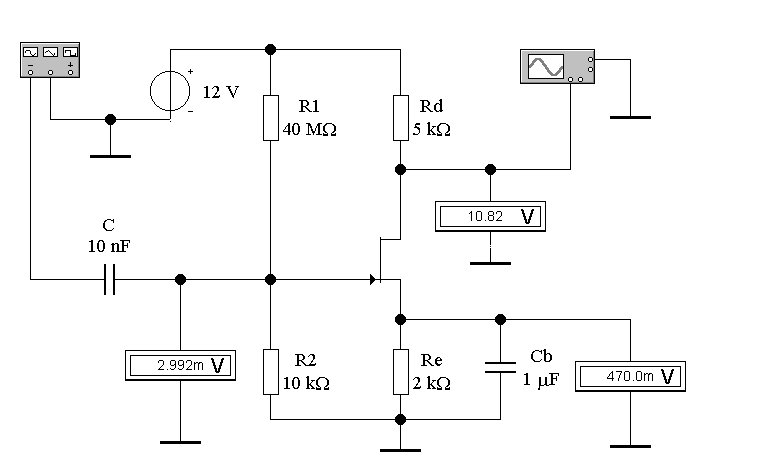 − +
+
12 V
−
R1
40 MΩ
Rd
5 kΩ
10.82 V
C
10 nF
2.992m V
R2
10 kΩ
Re
2 kΩ
Cb
1 µF
470.0m V